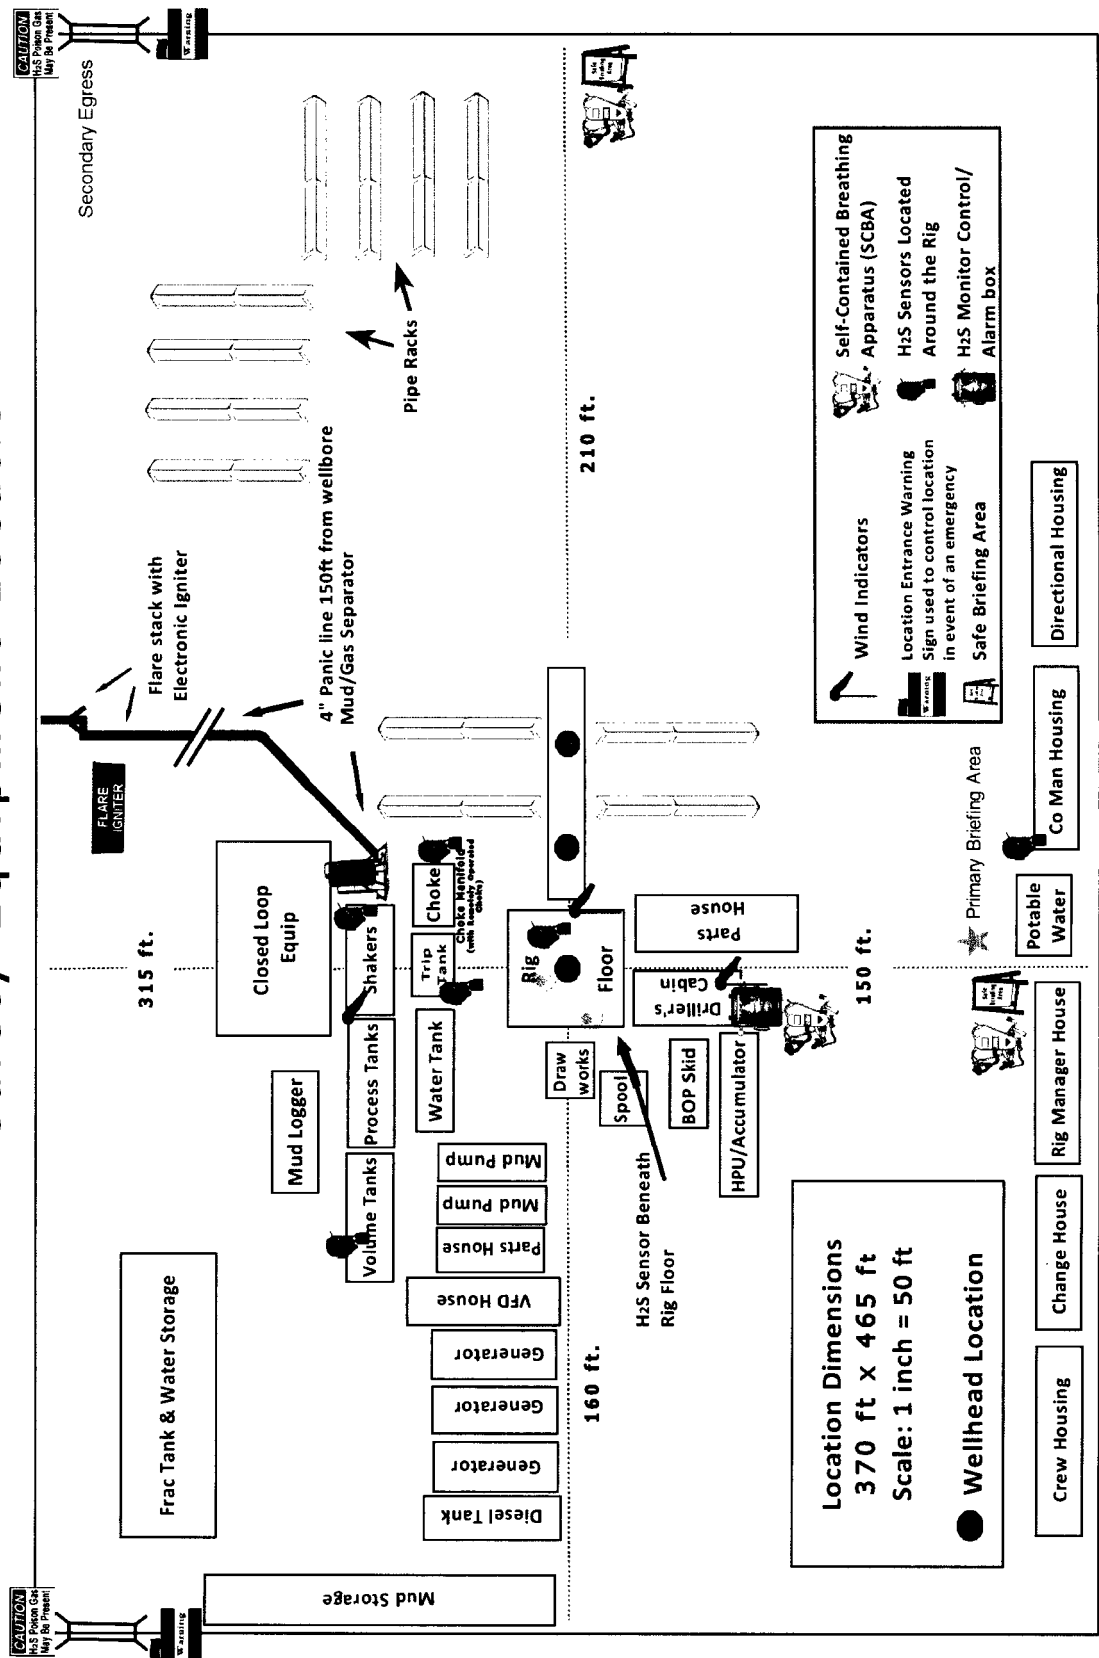 CAUTION
H2S Poison Gas
May Be Present
Warning
CAUTION
H2S Poison Gas
May Be Present
Warning
Secondary Egress
Flare stack with
Electronic Igniter
FLARE
IGNITER
4" Panic line 150ft from wellbore
Mud/Gas Separator
Pipe Racks
315 ft.
Closed Loop
Equip
Frac Tank & Water Storage
Mud Storage
Mud Logger
Volume Tanks
Process Tanks
Shakers
Water Tank
Trip
Tank
Choke
Choke Manifold
(with Remotely Operated
Choke)
Diesel Tank
Generator
Generator
Generator
VFD House
Parts House
Mud Pump
Mud Pump
160 ft.
210 ft.
Draw
works
Rig
Floor
Spool
H2S Sensor Beneath
Rig Floor
BOP Skid
HPU/Accumulator
Driller's
Cabin
Parts
House
150 ft.
Safe
Briefing
Area
Location Dimensions
370 ft x 465 ft
Scale: 1 inch = 50 ft
Wellhead Location
Wind Indicators
Location Entrance Warning
Sign used to control location
in event of an emergency
Warning
Safe Briefing Area
Self-Contained Breathing
Apparatus (SCBA)
H2S Sensors Located
Around the Rig
H2S Monitor Control/
Alarm box
Primary Briefing Area
Safe
Briefing
Area
Crew Housing
Change House
Rig Manager House
Potable
Water
Co Man Housing
Directional Housing